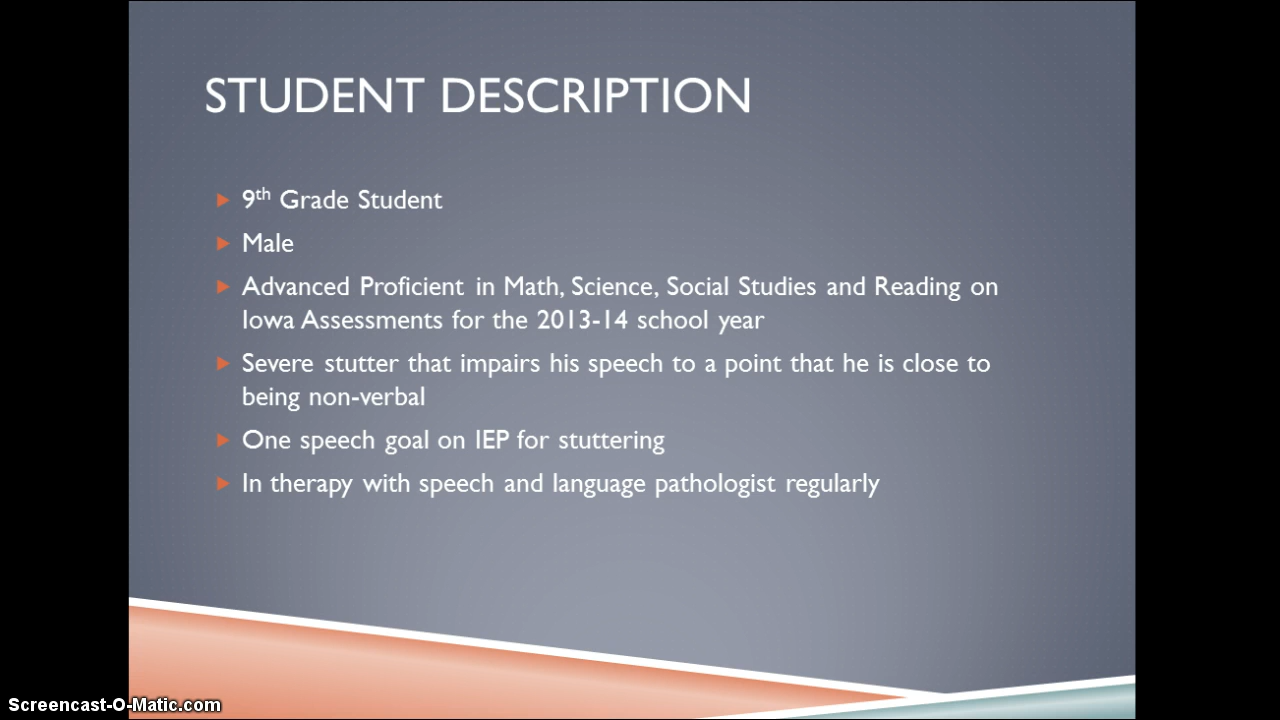 STUDENT DESCRIPTION
9th Grade Student
Male
Advanced Proficient in Math, Science, Social Studies and Reading on
Iowa Assessments for the 2013-14 school year
Severe stutter that impairs his speech to a point that he is close to
being non-verbal
One speech goal on IEP for stuttering
In therapy with speech and language pathologist regularly
Screencast-O-Matic.com